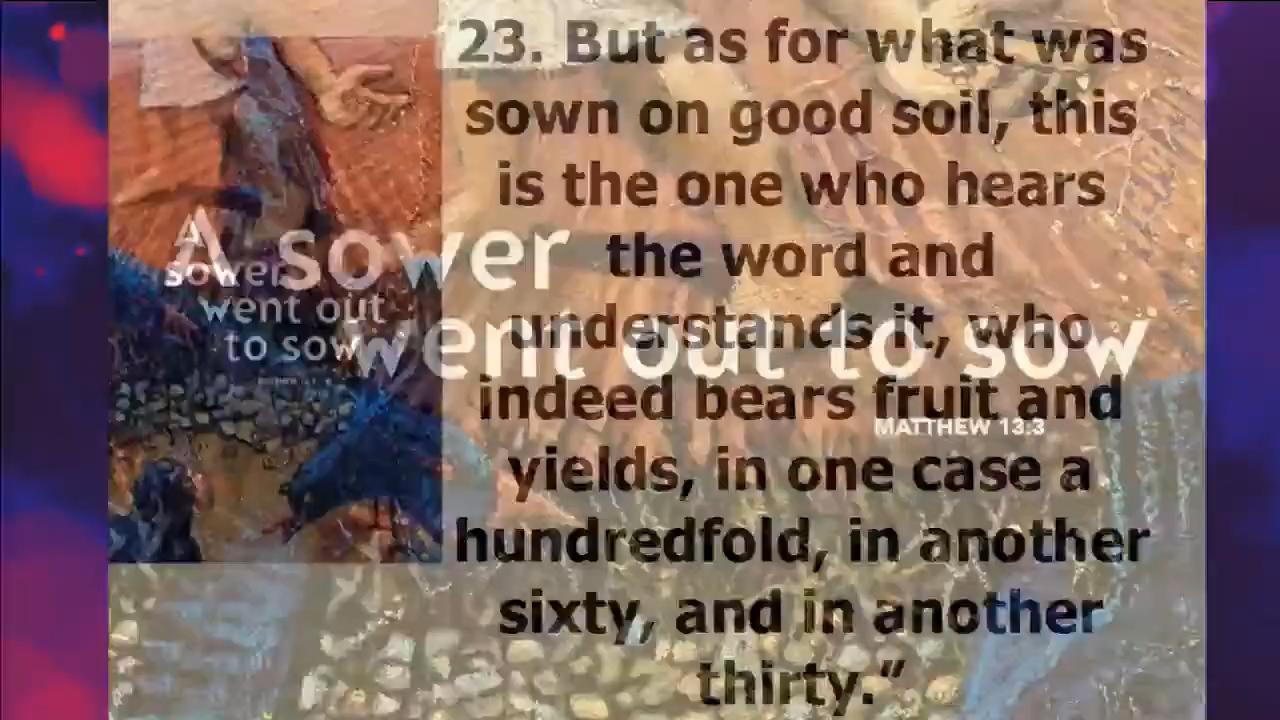 23. But as for what was
sown on good soil, this
is the one who hears
the word and
understands it, who
indeed bears fruit and
yields, in one case a
hundredfold, in another
sixty, and in another
thirty.”
A sower
went out to sow
MATTHEW 13:3
A
sower
went out
to sow